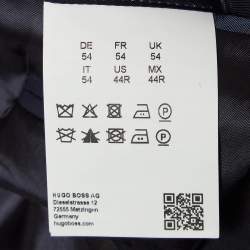 DE FR UK
54 54 54
IT US MX
54 44R 44R
P
P
HUGO BOSS AG
Dieselstrasse 12
72555 Metzingen
Germany
hugoboss.com